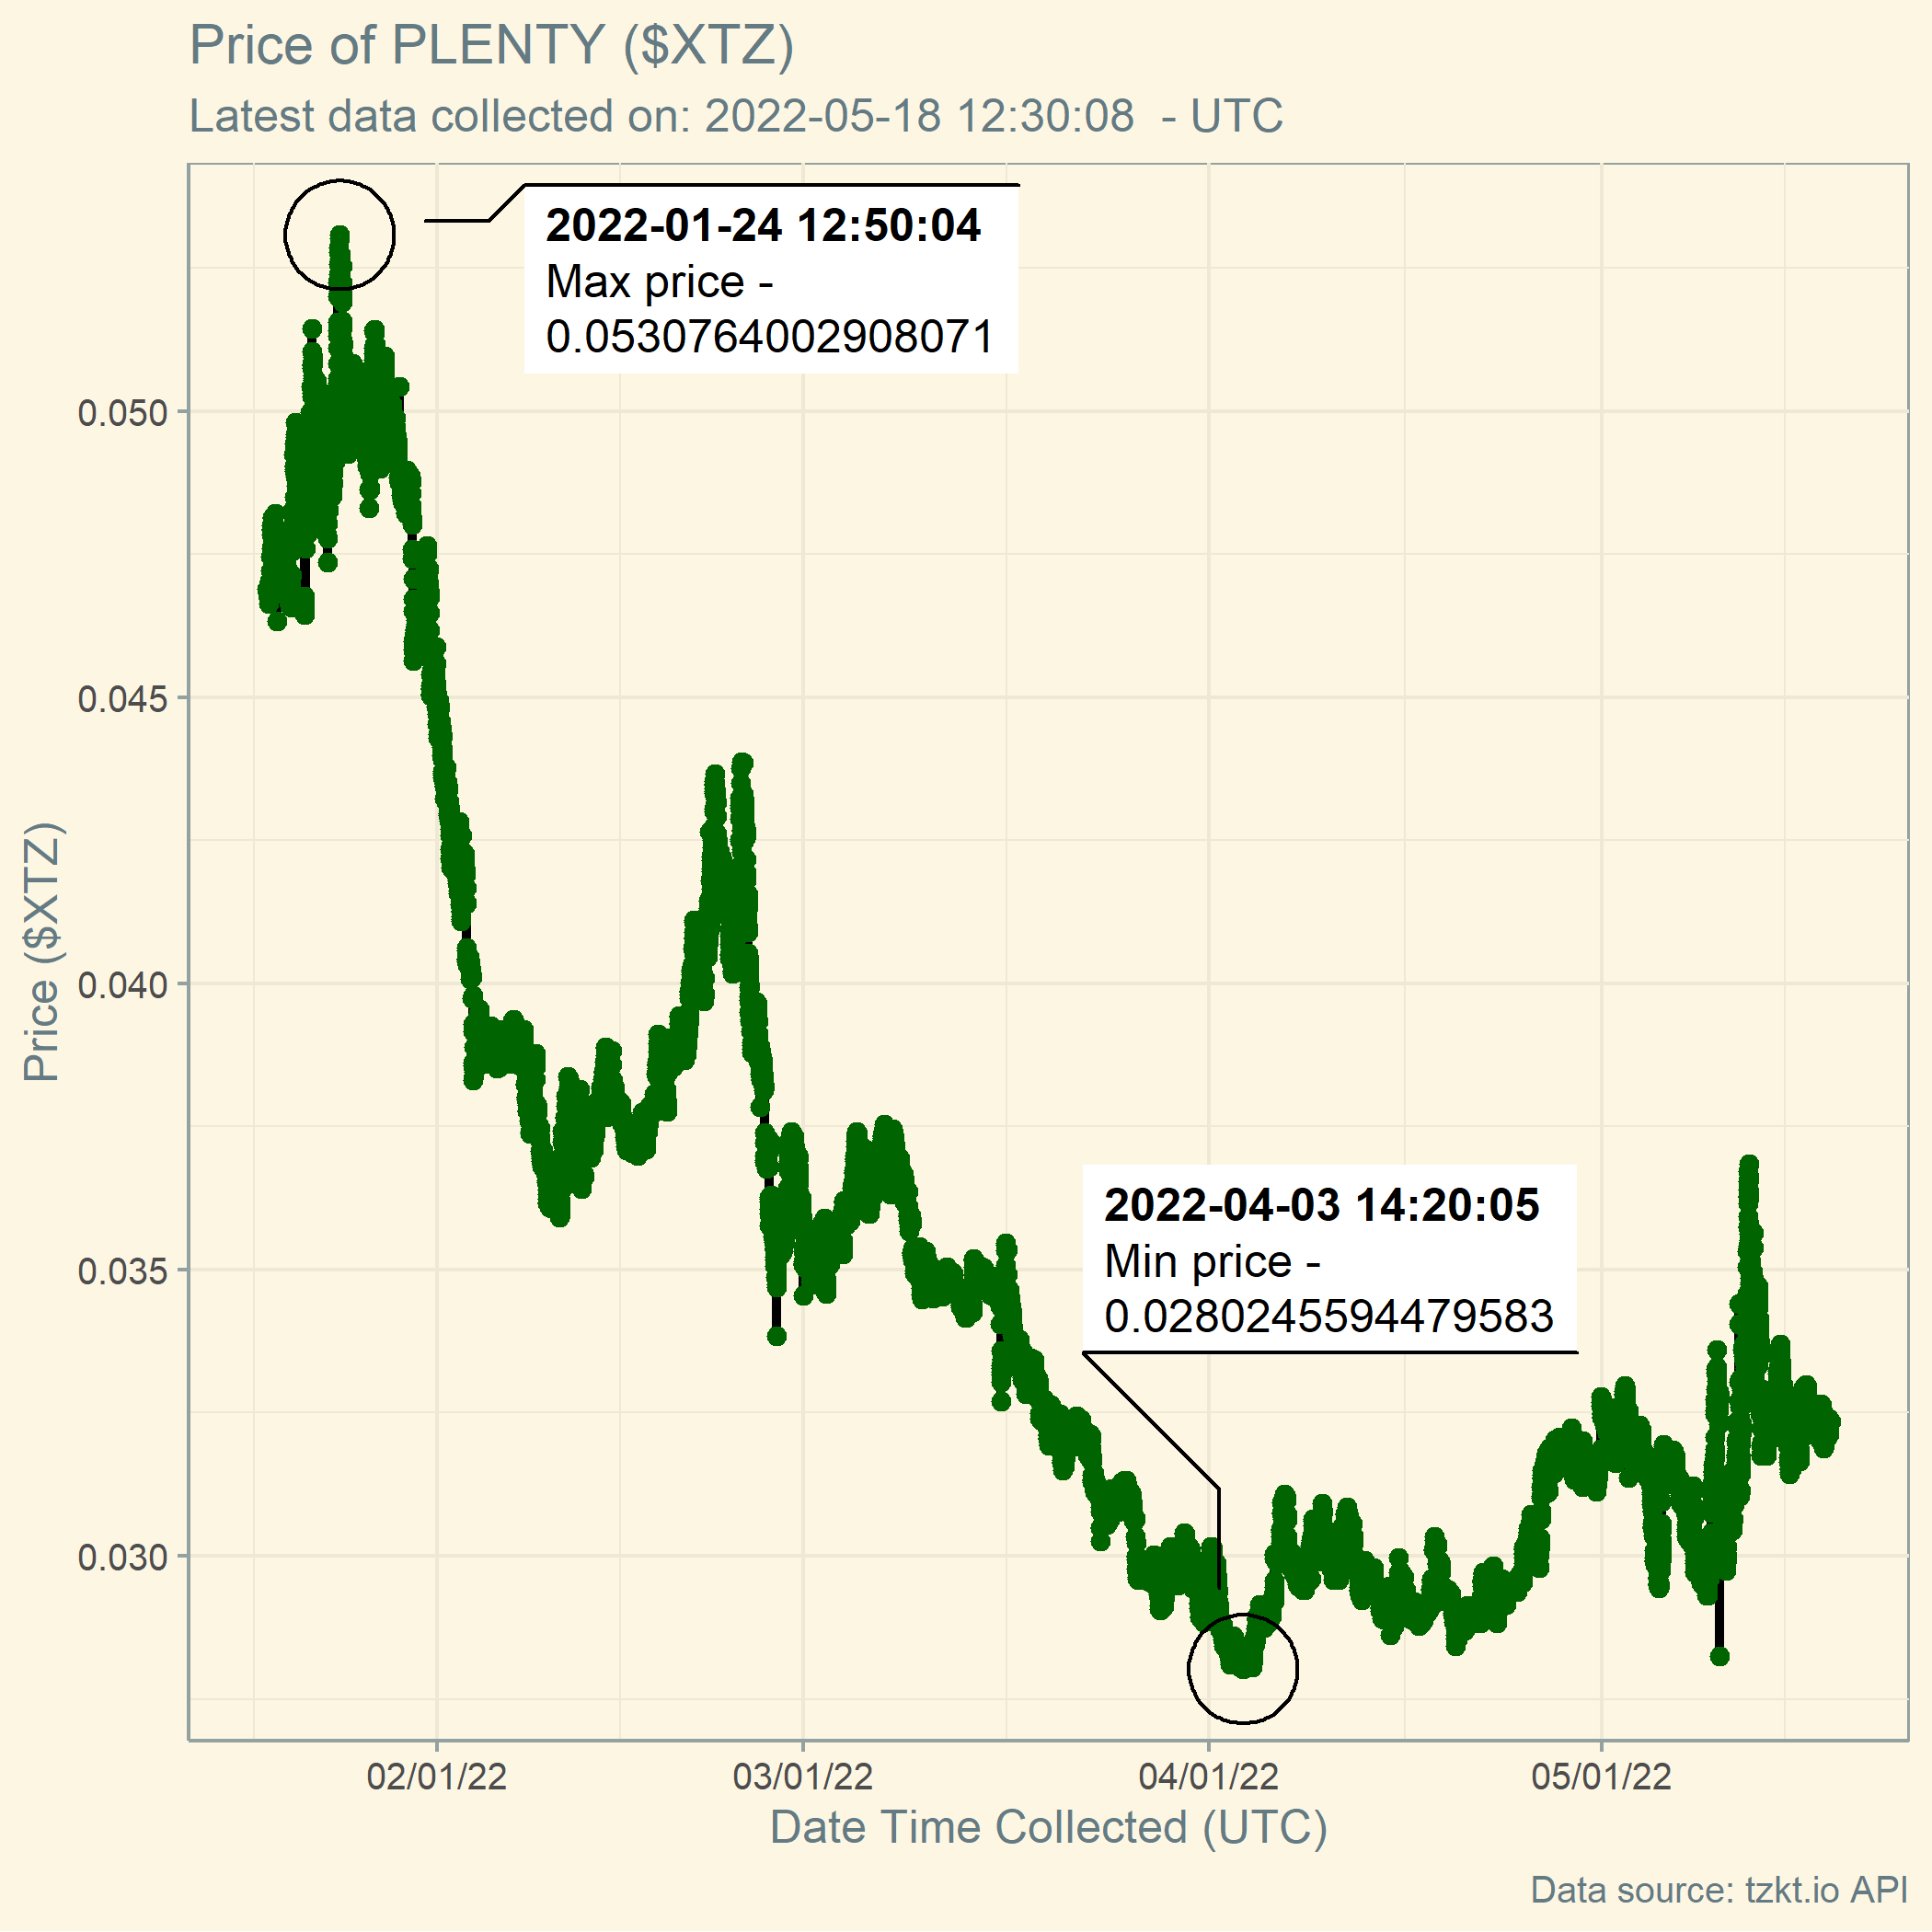 Price of PLENTY ($XTZ)
Latest data collected on: 2022-05-18 12:30:08  - UTC
2022-01-24 12:50:04
Max price -
0.0530764002908071
2022-04-03 14:20:05
Min price -
0.0280245594479583
Price ($XTZ)
0.050
0.045
0.040
0.035
0.030
02/01/22
03/01/22
04/01/22
05/01/22
Date Time Collected (UTC)
Data source: tzkt.io API